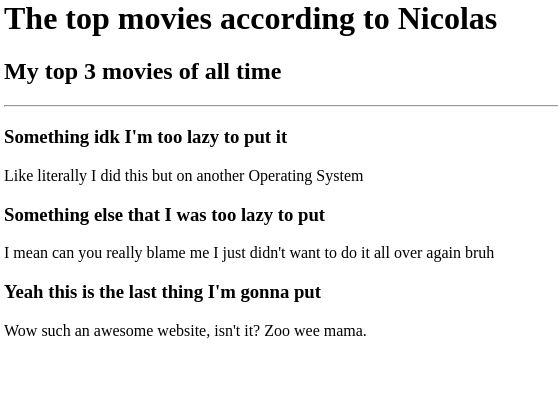 The top movies according to Nicolas
My top 3 movies of all time
Something idk I'm too lazy to put it
Like literally I did this but on another Operating System
Something else that I was too lazy to put
I mean can you really blame me I just didn't want to do it all over again bruh
Yeah this is the last thing I'm gonna put
Wow such an awesome website, isn't it? Zoo wee mama.